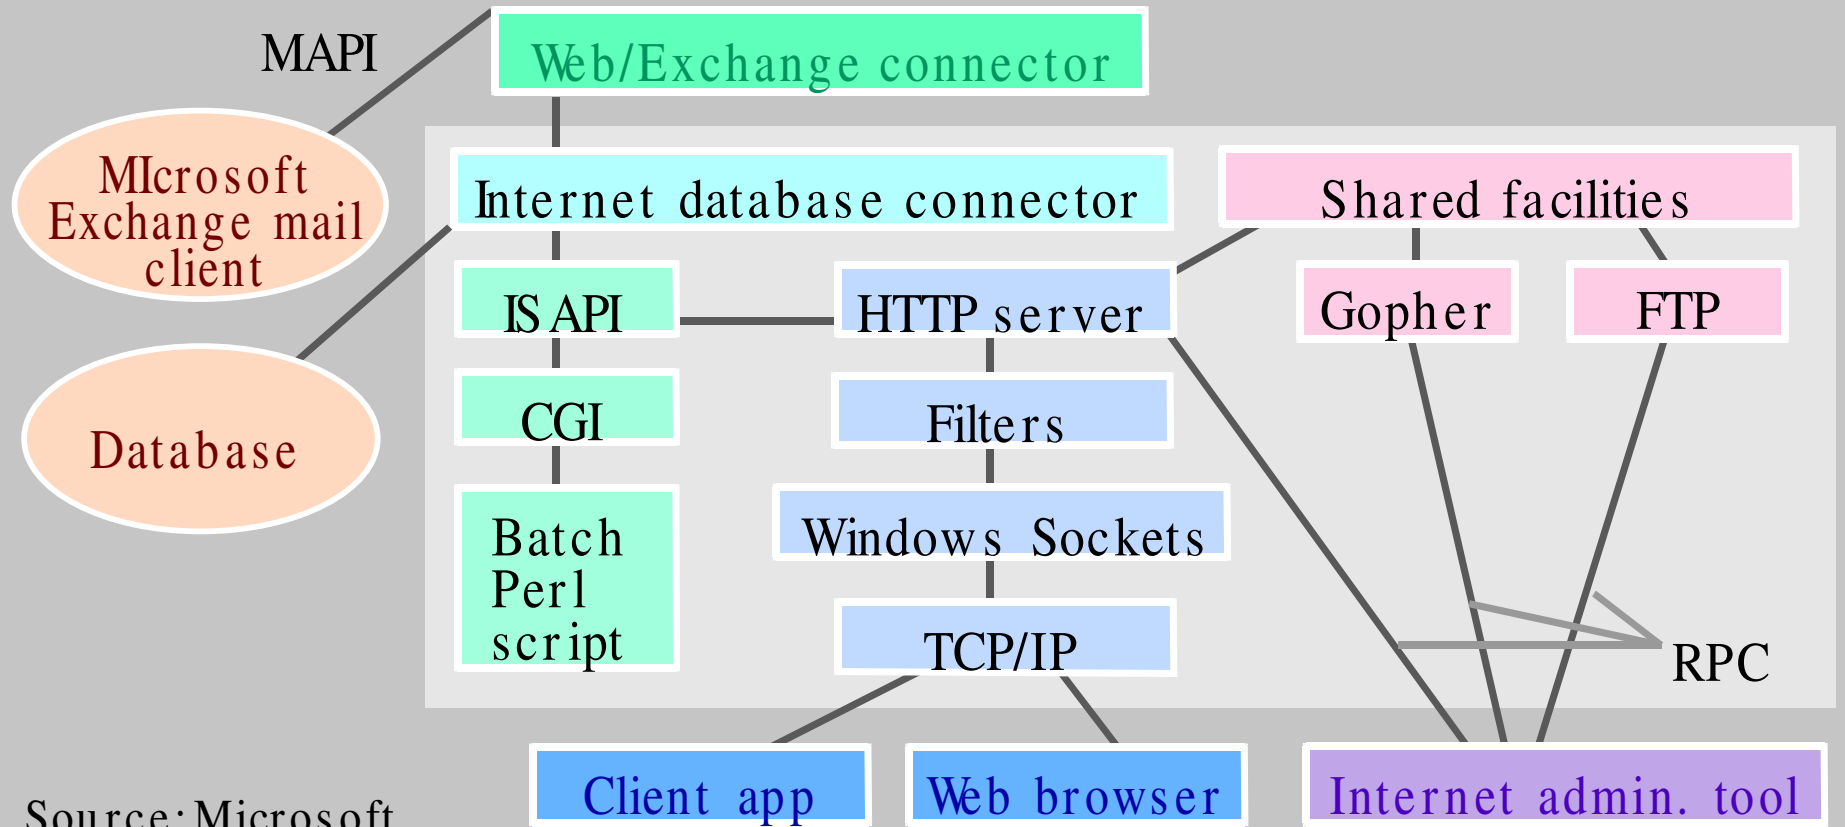 MAPI
Web/Exchange connector
MIcrosoft
Exchange mail
client
Internet database connector
Shared facilities
ISAPI
HTTP server
Gopher
FTP
CGI
Filters
Database
Batch
Perl
script
Windows Sockets
TCP/IP
RPC
Client app
Web browser
Internet admin. tool
Source: Microsoft